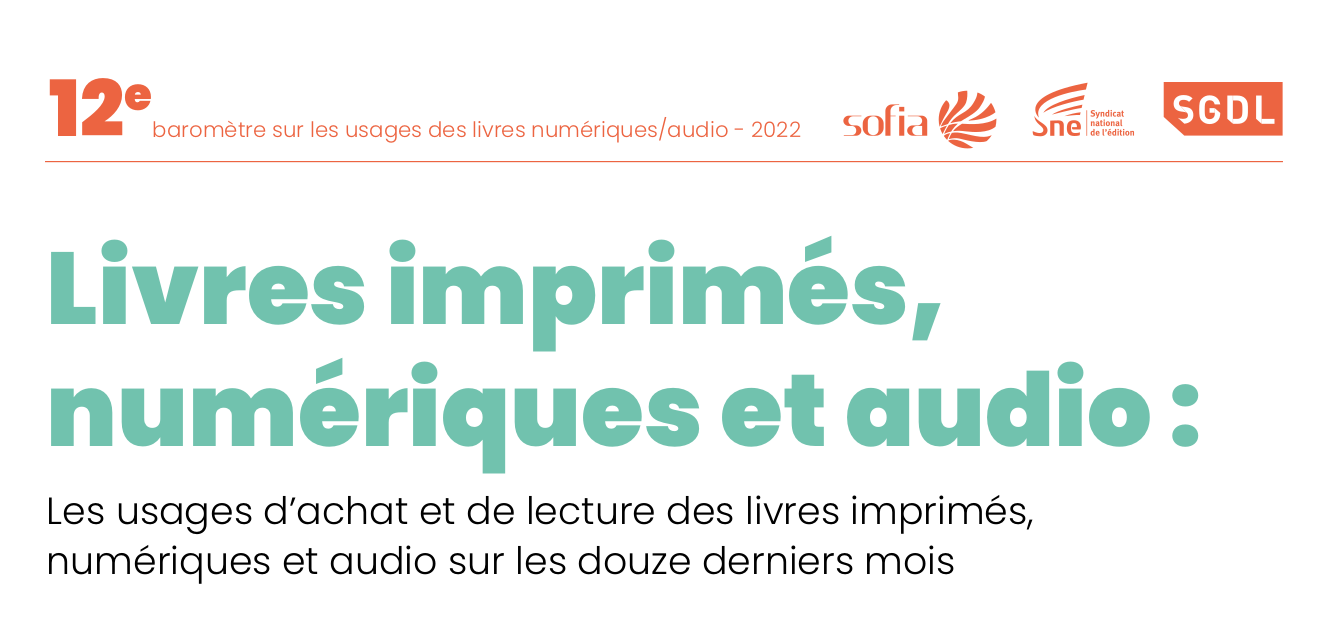 12e baromètre sur les usages des livres numériques/audio - 2022
sofia
Sne
Syndicat
national
de l'édition
SGDL
Livres imprimés,
numériques et audio :
Les usages d’achat et de lecture des livres imprimés,
numériques et audio sur les douze derniers mois